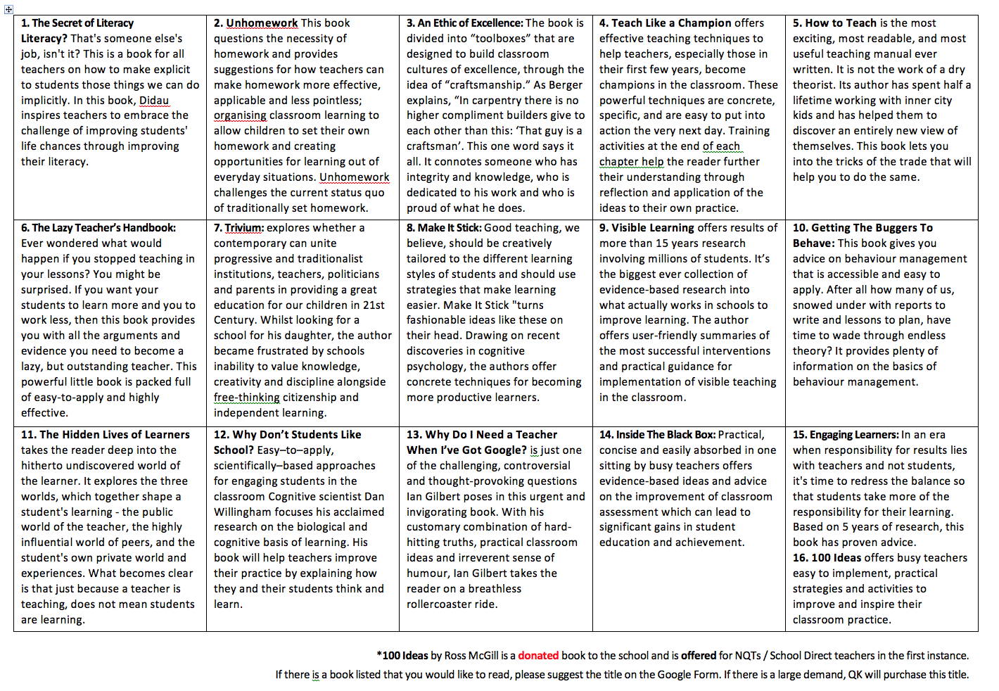 1. The Secret of Literacy
Literacy? That's someone else's
job, isn't it? This is a book for all
teachers on how to make explicit
to students those things we can do
implicitly. In this book, Didau
inspires teachers to embrace the
challenge of improving students'
life chances through improving
their literacy.
2. Unhomework This book
questions the necessity of
homework and provides
suggestions for how teachers can
make homework more effective,
applicable and less pointless;
organising classroom learning to
allow children to set their own
homework and creating
opportunities for learning out of
everyday situations. Unhomework
challenges the current status quo
of traditionally set homework.
3. An Ethic of Excellence: The book is
divided into “toolboxes” that are
designed to build classroom
cultures of excellence, through the
idea of “craftsmanship.” As Berger
explains, “In carpentry there is no
higher compliment builders give to
each other than this: ‘That guy is a
craftsman’. This one word says it
all. It connotes someone who has
integrity and knowledge, who is
dedicated to his work and who is
proud of what he does.
4. Teach Like a Champion offers
effective teaching techniques to
help teachers, especially those in
their first few years, become
champions in the classroom. These
powerful techniques are concrete,
specific, and are easy to put into
action the very next day. Training
activities at the end of each
chapter help the reader further
their understanding through
reflection and application of the
ideas to their own practice.
5. How to Teach is the most
exciting, most readable, and most
useful teaching manual ever
written. It is not the work of a dry
theorist. Its author has spent half a
lifetime working with inner city
kids and has helped them to
discover an entirely new view of
themselves. This book lets you
into the tricks of the trade that will
help you to do the same.
6. The Lazy Teacher’s Handbook:
Ever wondered what would
happen if you stopped teaching in
your lessons? You might be
surprised. If you want your
students to learn more and you to
work less, then this book provides
you with all the arguments and
evidence you need to become a
lazy, but outstanding teacher. This
powerful little book is packed full
of easy-to-apply and highly
effective.
7. Trivium: explores whether a
contemporary can unite
progressive and traditionalist
institutions, teachers, politicians
and parents in providing a great
education for our children in 21st
Century. Whilst looking for a
school for his daughter, the author
became frustrated by schools
inability to value knowledge,
creativity and discipline alongside
free-thinking citizenship and
independent learning.
8. Make It Stick: Good teaching, we
believe, should be creatively
tailored to the different learning
styles of students and should use
strategies that make learning
easier. Make It Stick "turns
fashionable ideas like these on
their head. Drawing on recent
discoveries in cognitive
psychology, the authors offer
concrete techniques for becoming
more productive learners.
9. Visible Learning offers results of
more than 15 years research
involving millions of students. It’s
the biggest ever collection of
evidence-based research into
what actually works in schools to
improve learning. The author
offers user-friendly summaries of
the most successful interventions
and practical guidance for
implementation of visible teaching
in the classroom.
10. Getting The Buggers To
Behave: This book gives you
advice on behaviour management
that is accessible and easy to
apply. After all how many of us,
snowed under with reports to
write and lessons to plan, have
time to wade through endless
theory? It provides plenty of
information on the basics of
behaviour management.
11. The Hidden Lives of Learners
takes the reader deep into the
hitherto undiscovered world of
the learner. It explores the three
worlds, which together shape a
student's learning - the public
world of the teacher, the highly
influential world of peers, and the
student's own private world and
experiences. What becomes clear
is that just because a teacher is
teaching, does not mean students
are learning.
12. Why Don’t Students Like
School? Easy–to–apply,
scientifically–based approaches
for engaging students in the
classroom Cognitive scientist Dan
Willingham focuses his acclaimed
research on the biological and
cognitive basis of learning. His
book will help teachers improve
their practice by explaining how
they and their students think and
learn.
13. Why Do I Need a Teacher
When I’ve Got Google? is just one
of the challenging, controversial
and thought-provoking questions
Ian Gilbert poses in this urgent and
invigorating book. With his
customary combination of hard-
hitting truths, practical classroom
ideas and irreverent sense of
humour, Ian Gilbert takes the
reader on a breathless
rollercoaster ride.
14. Inside The Black Box: Practical,
concise and easily absorbed in one
sitting by busy teachers offers
evidence-based ideas and advice
on the improvement of classroom
assessment which can lead to
significant gains in student
education and achievement.
15. Engaging Learners: In an era
when responsibility for results lies
with teachers and not students,
it's time to redress the balance so
that students take more of the
responsibility for their learning.
Based on 5 years of research, this
book has proven advice.
16. 100 Ideas offers busy teachers
easy to implement, practical
strategies and activities to
improve and inspire their
classroom practice.
*100 Ideas by Ross McGill is a donated book to the school and is offered for NQTs / School Direct teachers in the first instance.
If there is a book listed that you would like to read, please suggest the title on the Google Form. If there is a large demand, QK will purchase this title.